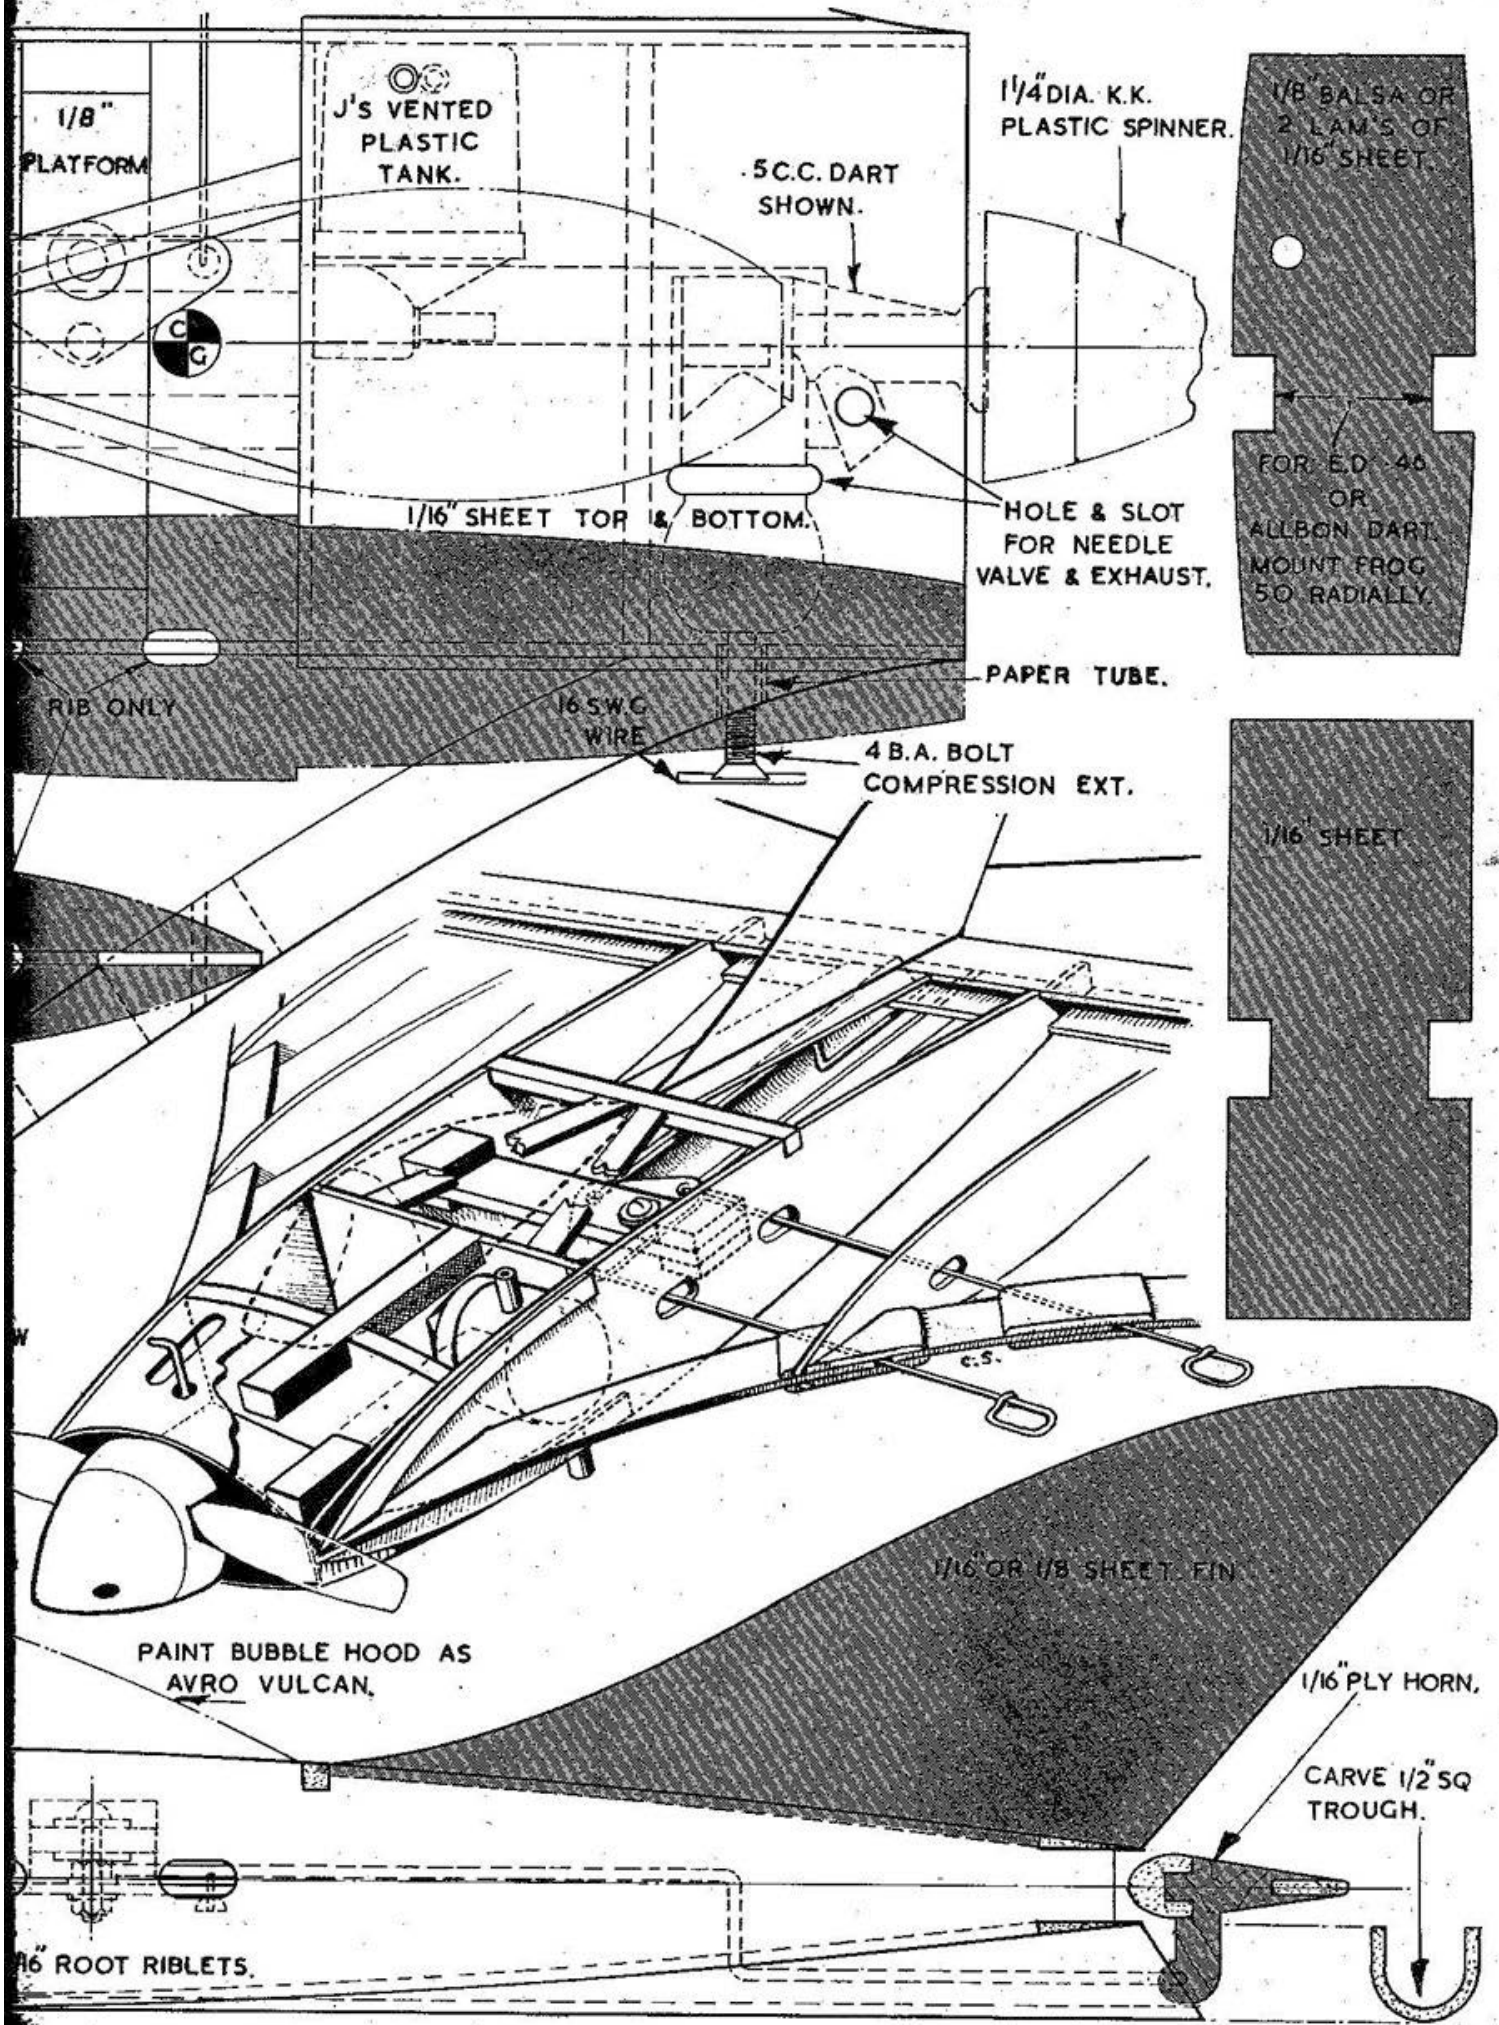 1/8"
PLATFORM
J'S VENTED
PLASTIC
TANK.
.5 C.C. DART
SHOWN.
1 1/4" DIA. K.K.
PLASTIC SPINNER.
1/8" BALSA OR
2 LAM'S OF
1/16" SHEET.
C
G
1/16" SHEET TOP & BOTTOM.
HOLE & SLOT
FOR NEEDLE
VALVE & EXHAUST.
FOR E.D. .46
OR
ALLBON DART.
MOUNT FROG
50 RADIALLY.
RIB ONLY
16 S.W.G
WIRE
PAPER TUBE.
4 B.A. BOLT
COMPRESSION EXT.
1/16" SHEET
W
C.S.
1/16" OR 1/8" SHEET FIN
PAINT BUBBLE HOOD AS
AVRO VULCAN.
1/16" PLY HORN.
CARVE 1/2" SQ
TROUGH.
16" ROOT RIBLETS.